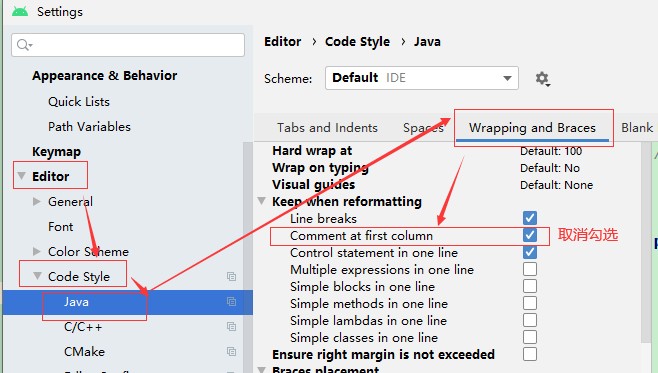 Settings
Appearance & Behavior
Quick Lists
Path Variables
Keymap
Editor
General
Font
Color Scheme
Code Style
Java
C/C++
CMake
Editor › Code Style › Java
Scheme: Default IDE
Tabs and Indents Spaces Wrapping and Braces Blank
Hard wrap at Default: 100
Wrap on typing Default: No
Visual guides Default: None
Keep when reformatting
Line breaks
Comment at first column 取消勾选
Control statement in one line
Multiple expressions in one line
Simple blocks in one line
Simple methods in one line
Simple lambdas in one line
Simple classes in one line
Ensure right margin is not exceeded
Braces placement